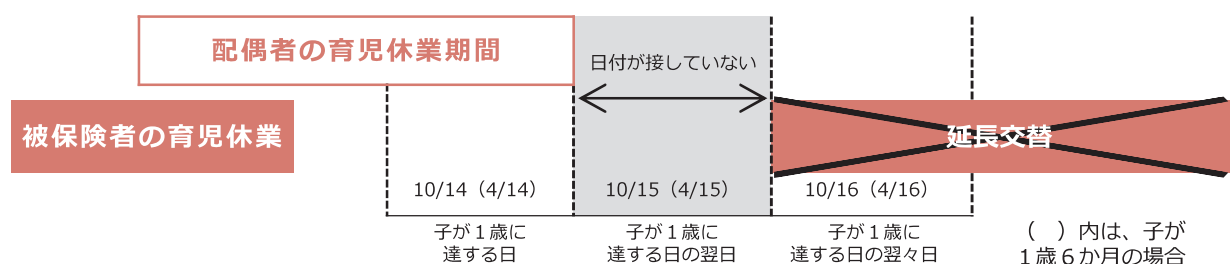 配偶者の育児休業期間
日付が接していない
被保険者の育児休業
延長交替
10/14（4/14）
10/15（4/15）
10/16（4/16）
子が１歳に
達する日
子が１歳に
達する日の翌日
子が１歳に
達する日の翌々日
（　）内は、子が
１歳６か月の場合